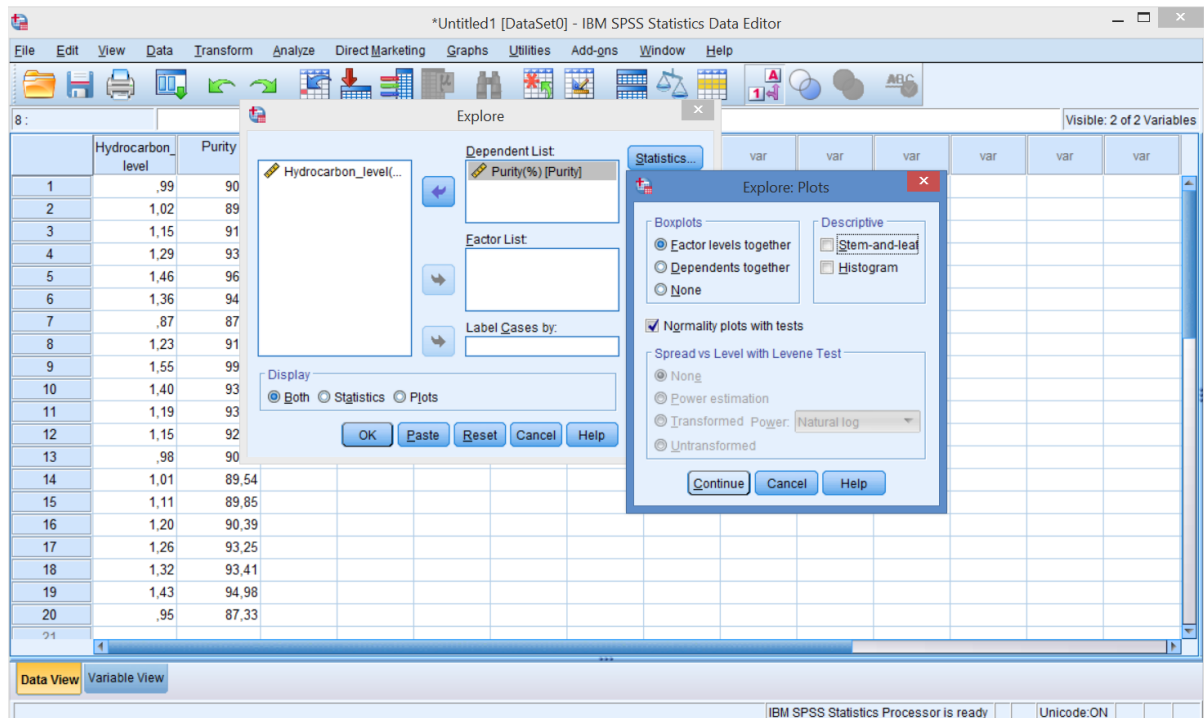 *Untitled1 [DataSet0] - IBM SPSS Statistics Data Editor
File Edit View Data Transform Analyze Direct Marketing Graphs Utilities Add-ons Window Help
8 :
Visible: 2 of 2 Variables
Hydrocarbon_
level
Purity
var var var var var var
1 ,99 90
2 1,02 89
3 1,15 91
4 1,29 93
5 1,46 96
6 1,36 94
7 ,87 87
8 1,23 91
9 1,55 99
10 1,40 93
11 1,19 93
12 1,15 92
13 ,98 90
14 1,01 89,54
15 1,11 89,85
16 1,20 90,39
17 1,26 93,25
18 1,32 93,41
19 1,43 94,98
20 ,95 87,33
21
Explore
Hydrocarbon_level(...
Dependent List:
Purity(%) [Purity]
Statistics...
Factor List:
Label Cases by:
Display
Both Statistics Plots
OK Paste Reset Cancel Help
Explore: Plots
Boxplots
Factor levels together
Dependents together
None
Descriptive
Stem-and-leaf
Histogram
Normality plots with tests
Spread vs Level with Levene Test
None
Power estimation
Transformed Power: Natural log
Untransformed
Continue Cancel Help
Data View Variable View
IBM SPSS Statistics Processor is ready Unicode:ON